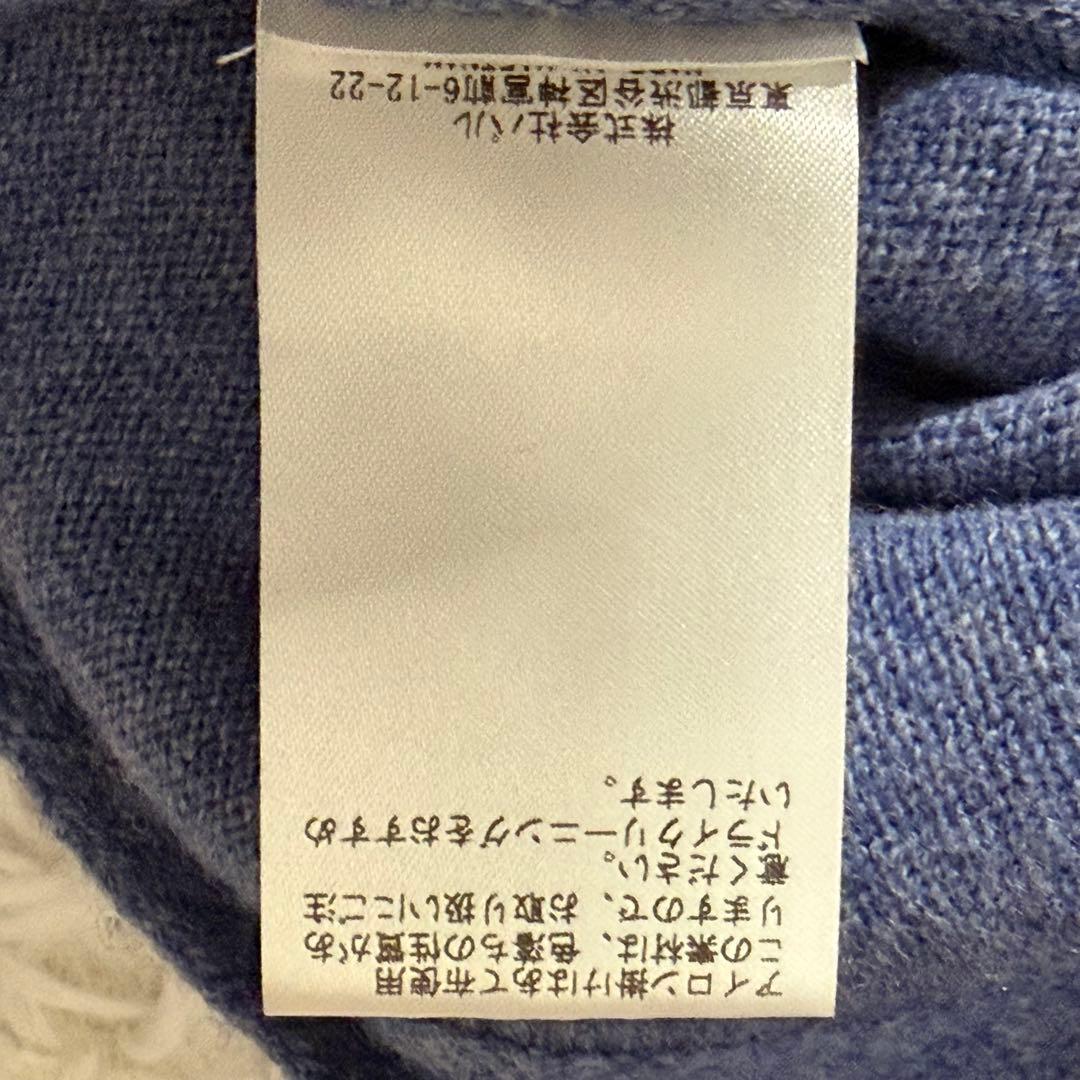 アイロン掛けはあて布使用
この素材は、色落ちの性質があ
りますので、お取り扱いにご注
意ください。
ドライクリーニングをおすすめ
いたします。
株式会社パル
東京都渋谷区神宮前6-12-22